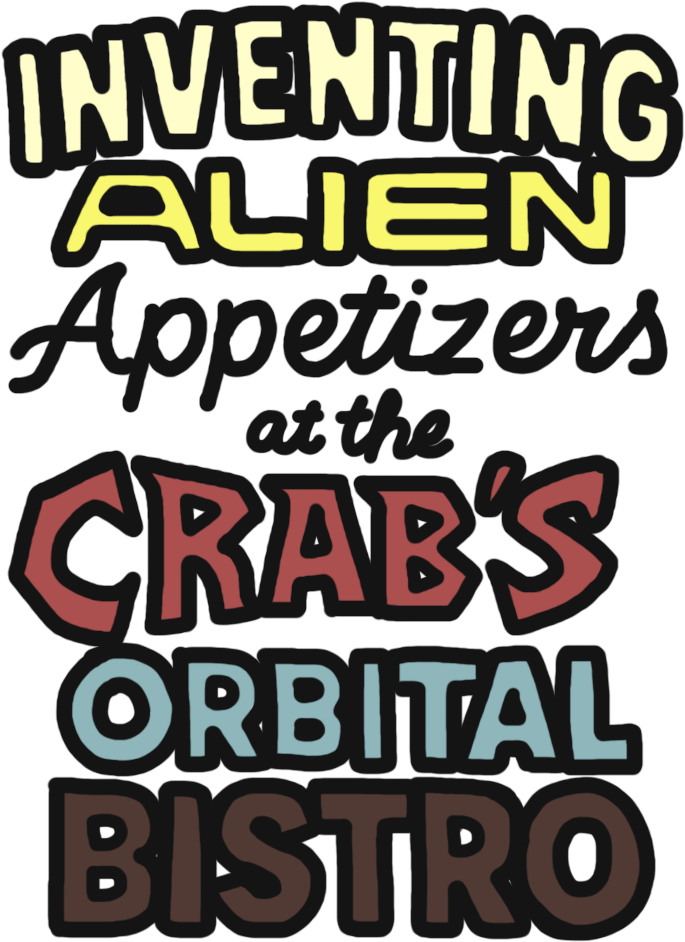 INVENTING
ALIEN
Appetizers
at the
CRAB'S
ORBITAL
BISTRO